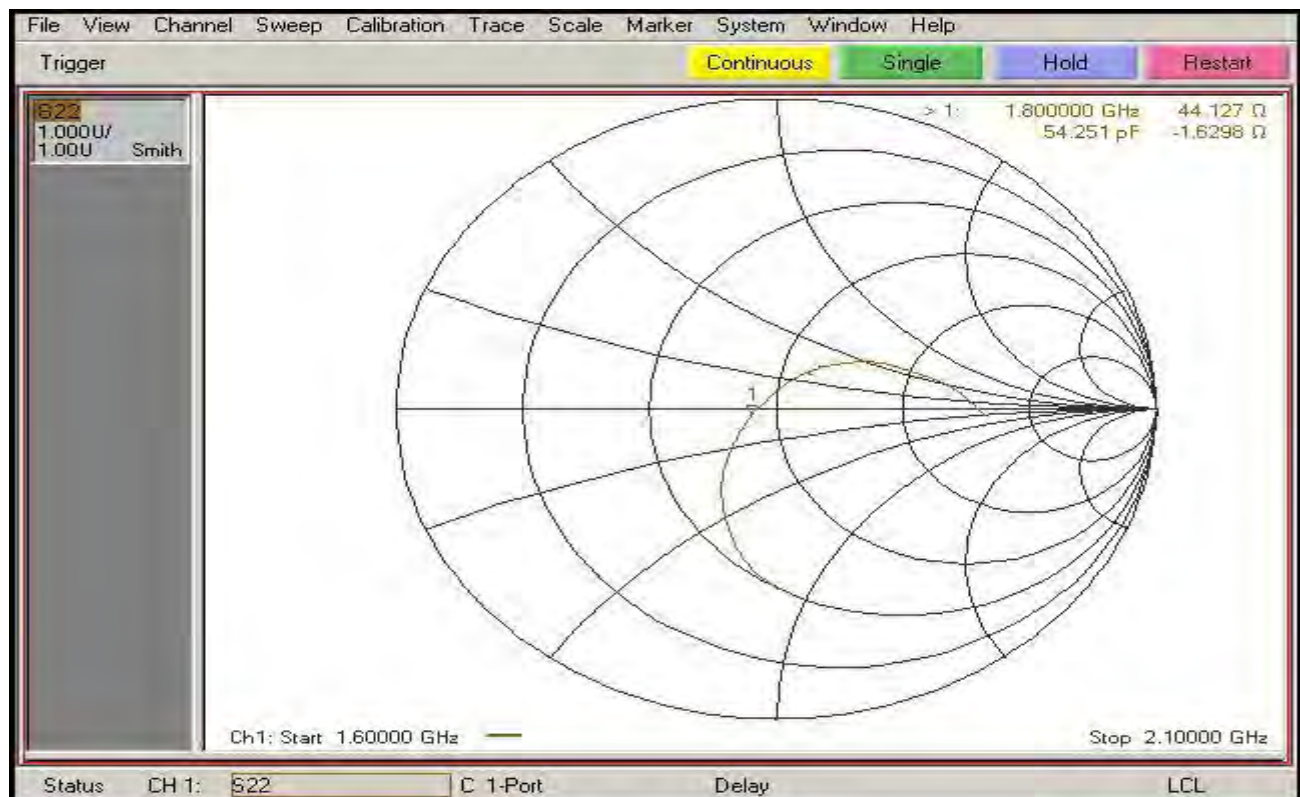 File View Channel Sweep Calibration Trace Scale Marker System Window Help
Trigger Continuous Single Hold Restart
S22
1.000U/
1.00U Smith
> 1: 1.800000 GHz 44.127 Ω
54.251 pF -1.6298 Ω
1
Ch1: Start 1.60000 GHz Stop 2.10000 GHz
Status CH 1: S22 C 1-Port Delay LCL